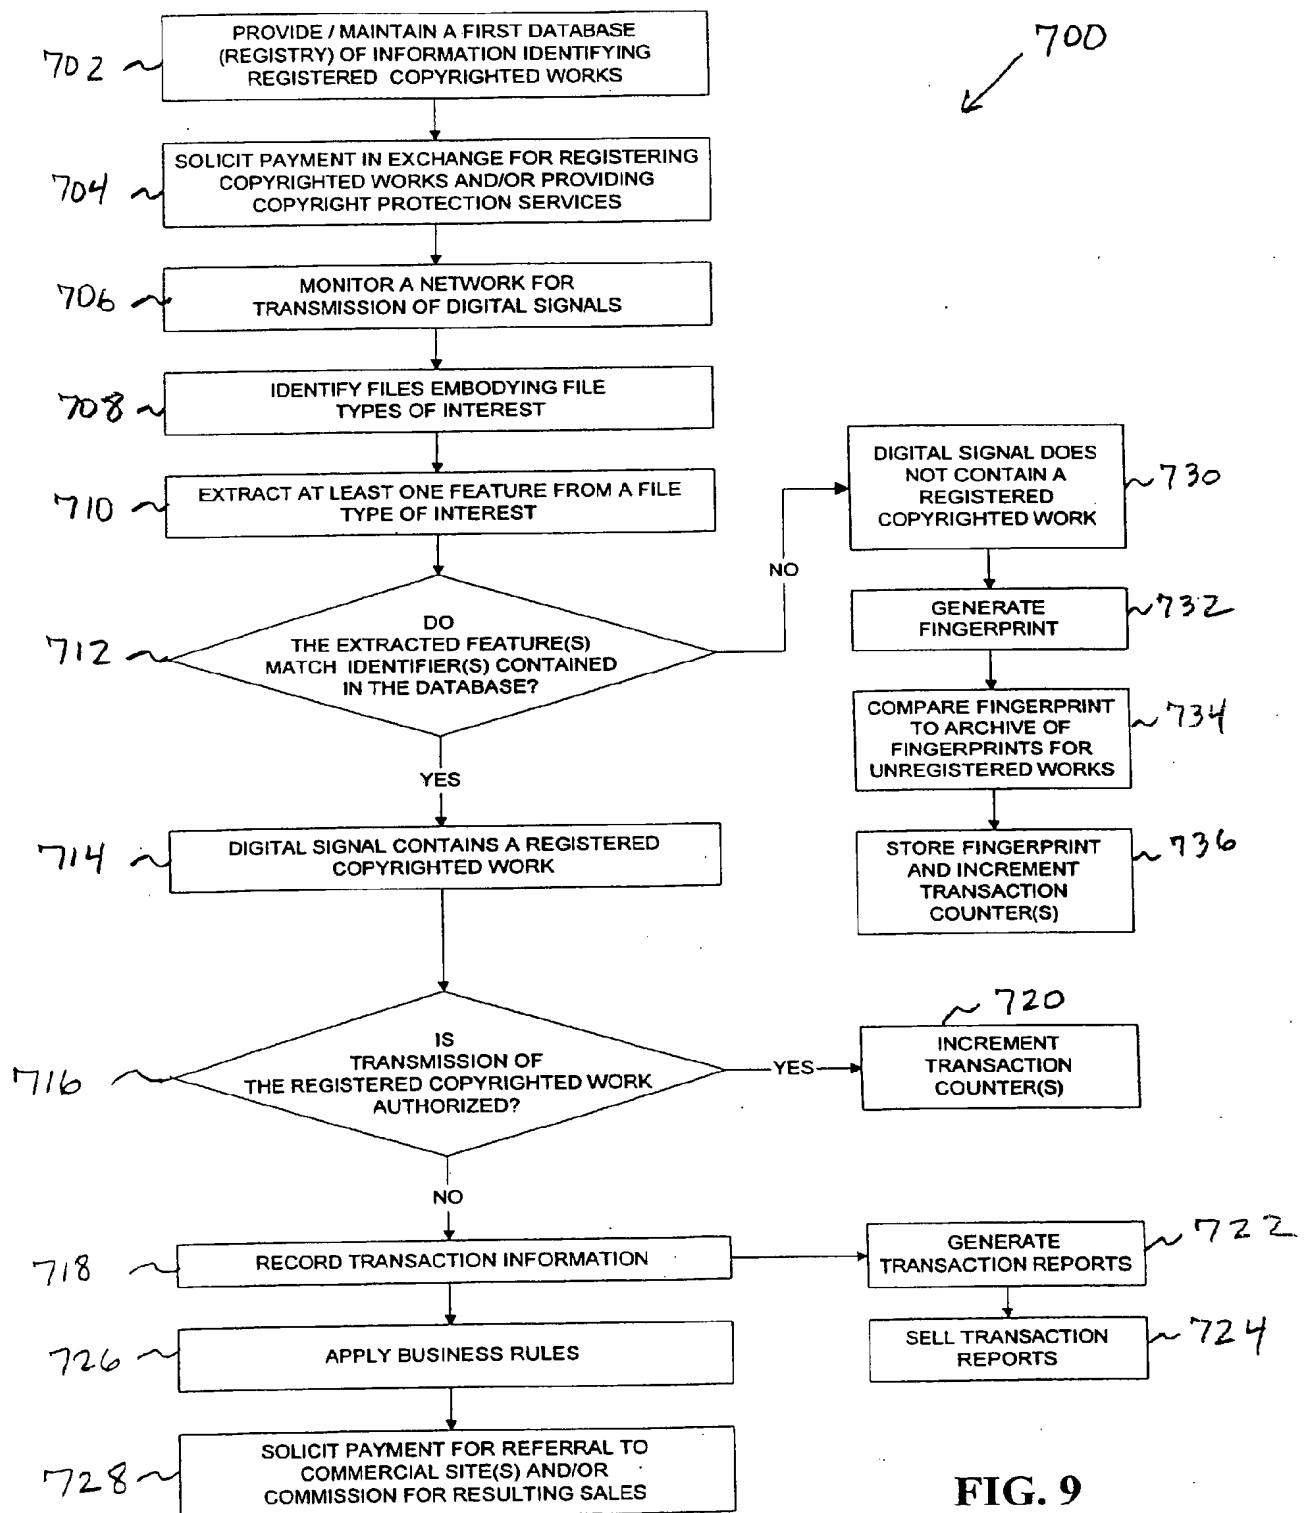 700
702
PROVIDE / MAINTAIN A FIRST DATABASE
(REGISTRY) OF INFORMATION IDENTIFYING
REGISTERED COPYRIGHTED WORKS
704
SOLICIT PAYMENT IN EXCHANGE FOR REGISTERING
COPYRIGHTED WORKS AND/OR PROVIDING
COPYRIGHT PROTECTION SERVICES
706
MONITOR A NETWORK FOR
TRANSMISSION OF DIGITAL SIGNALS
708
IDENTIFY FILES EMBODYING FILE
TYPES OF INTEREST
710
EXTRACT AT LEAST ONE FEATURE FROM A FILE
TYPE OF INTEREST
712
DO
THE EXTRACTED FEATURE(S)
MATCH IDENTIFIER(S) CONTAINED
IN THE DATABASE?
NO
DIGITAL SIGNAL DOES
NOT CONTAIN A
REGISTERED
COPYRIGHTED WORK
730
GENERATE
FINGERPRINT
732
COMPARE FINGERPRINT
TO ARCHIVE OF
FINGERPRINTS FOR
UNREGISTERED WORKS
734
STORE FINGERPRINT
AND INCREMENT
TRANSACTION
COUNTER(S)
736
YES
714
DIGITAL SIGNAL CONTAINS A REGISTERED
COPYRIGHTED WORK
716
IS
TRANSMISSION OF
THE REGISTERED COPYRIGHTED WORK
AUTHORIZED?
YES
720
INCREMENT
TRANSACTION
COUNTER(S)
NO
718
RECORD TRANSACTION INFORMATION
GENERATE
TRANSACTION REPORTS
722
SELL TRANSACTION
REPORTS
724
726
APPLY BUSINESS RULES
728
SOLICIT PAYMENT FOR REFERRAL TO
COMMERCIAL SITE(S) AND/OR
COMMISSION FOR RESULTING SALES
FIG. 9